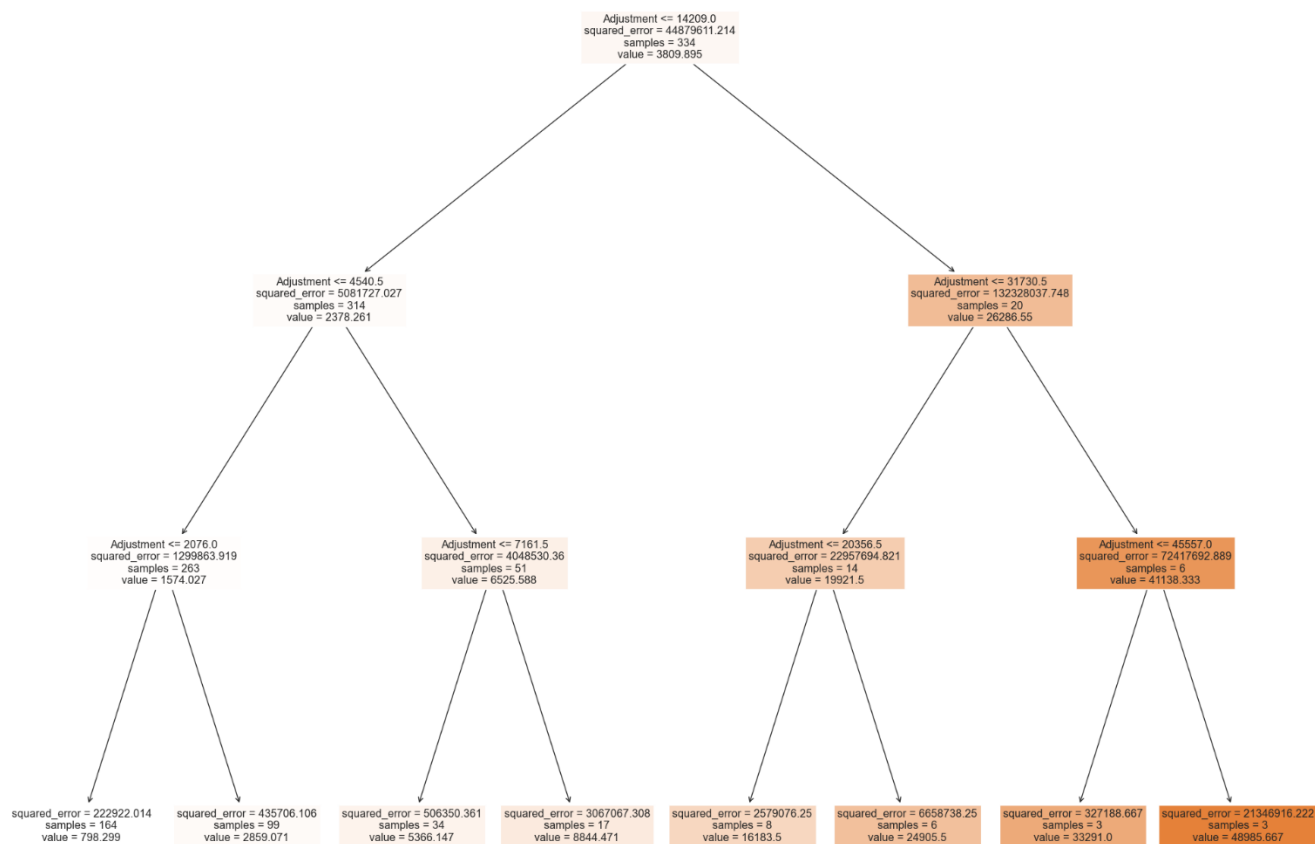 Adjustment <= 14209.0
squared_error = 44879611.214
samples = 334
value = 3809.895
Adjustment <= 4540.5
squared_error = 5081727.027
samples = 314
value = 2378.261
Adjustment <= 31730.5
squared_error = 132328037.748
samples = 20
value = 26286.55
Adjustment <= 2076.0
squared_error = 1299863.919
samples = 263
value = 1574.027
Adjustment <= 7161.5
squared_error = 4048530.36
samples = 51
value = 6525.588
Adjustment <= 20356.5
squared_error = 22957694.821
samples = 14
value = 19921.5
Adjustment <= 45557.0
squared_error = 72417692.889
samples = 6
value = 41138.333
squared_error = 222922.014
samples = 164
value = 798.299
squared_error = 435706.106
samples = 99
value = 2859.071
squared_error = 506350.361
samples = 34
value = 5366.147
squared_error = 3067067.308
samples = 17
value = 8844.471
squared_error = 2579076.25
samples = 8
value = 16183.5
squared_error = 6658738.25
samples = 6
value = 24905.5
squared_error = 327188.667
samples = 3
value = 33291.0
squared_error = 21346916.222
samples = 3
value = 48985.667